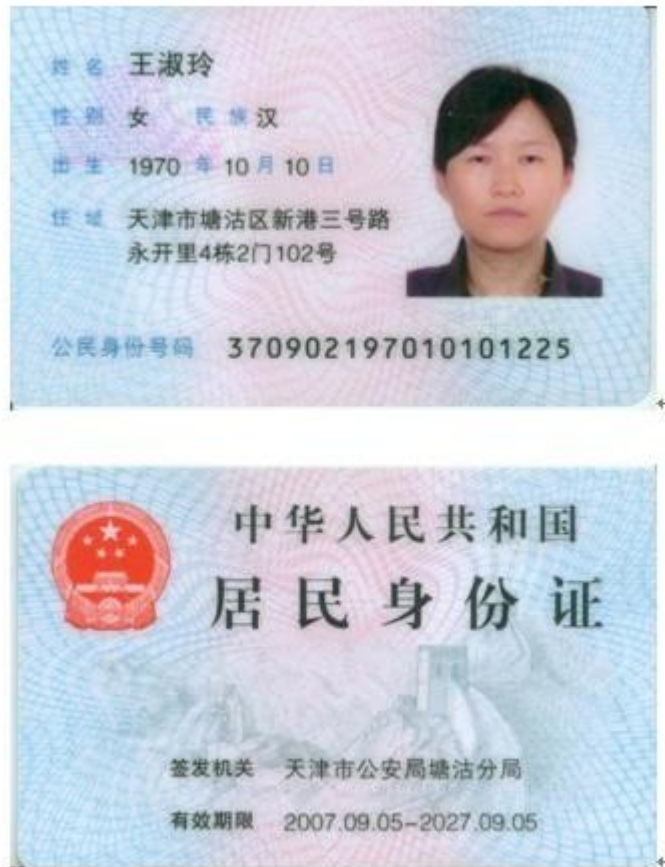 姓名 王淑玲
性别 女 民族 汉
出生 1970 年 10 月 10 日
住址 天津市塘沽区新港三号路
永开里4栋2门102号
公民身份号码 370902197010101225
中华人民共和国
居民身份证
签发机关 天津市公安局塘沽分局
有效期限 2007.09.05-2027.09.05